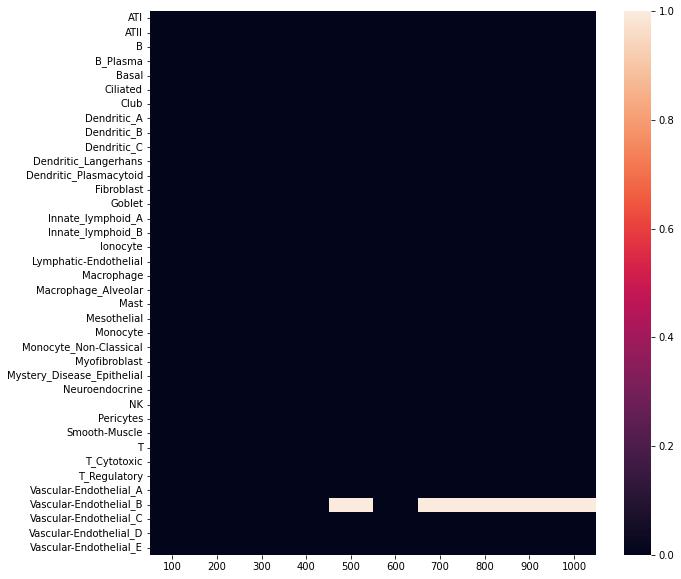 ATI
ATII
B
B_Plasma
Basal
Ciliated
Club
Dendritic_A
Dendritic_B
Dendritic_C
Dendritic_Langerhans
Dendritic_Plasmacytoid
Fibroblast
Goblet
Innate_lymphoid_A
Innate_lymphoid_B
Ionocyte
Lymphatic-Endothelial
Macrophage
Macrophage_Alveolar
Mast
Mesothelial
Monocyte
Monocyte_Non-Classical
Myofibroblast
Mystery_Disease_Epithelial
Neuroendocrine
NK
Pericytes
Smooth-Muscle
T
T_Cytotoxic
T_Regulatory
Vascular-Endothelial_A
Vascular-Endothelial_B
Vascular-Endothelial_C
Vascular-Endothelial_D
Vascular-Endothelial_E
100 200 300 400 500 600 700 800 900 1000
1.0
0.8
0.6
0.4
0.2
0.0